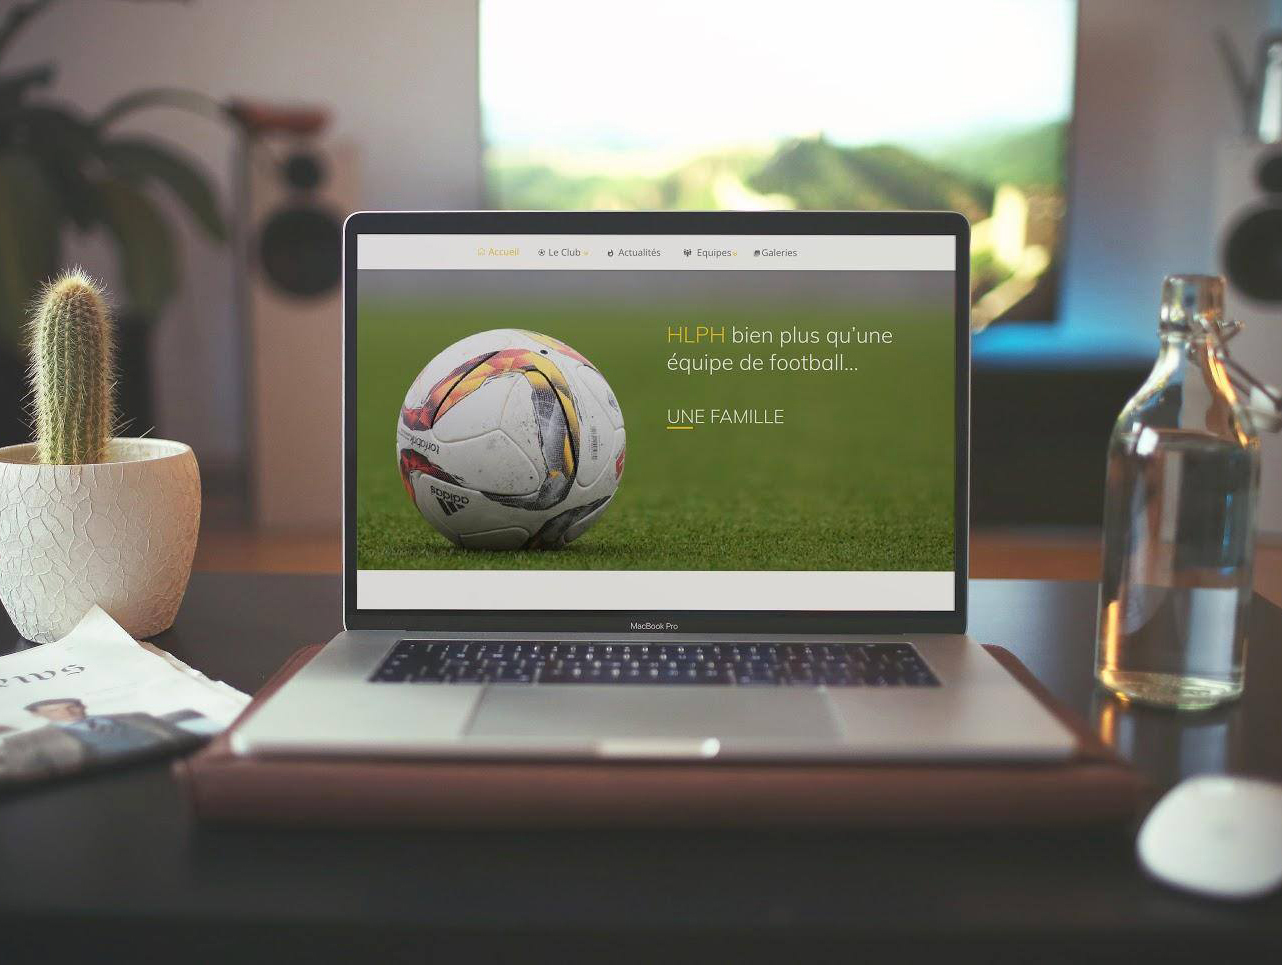 Accueil Le Club Actualités Equipes Galeries
HLPH bien plus qu'une
équipe de football...
UNE FAMILLE
torfabrik
adidas
MacBook Pro